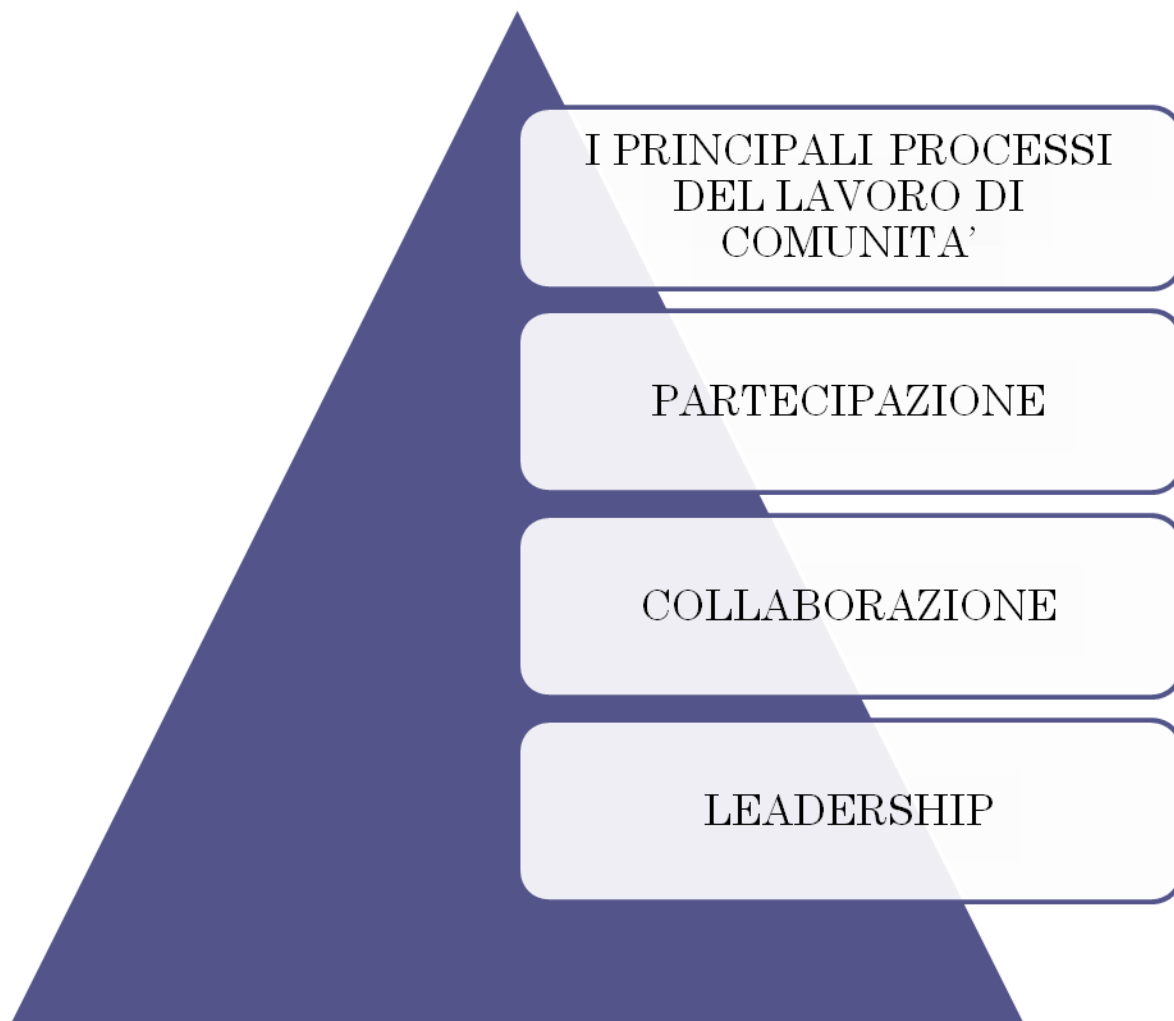 I PRINCIPALI PROCESSI
DEL LAVORO DI
COMUNITA’
PARTECIPAZIONE
COLLABORAZIONE
LEADERSHIP